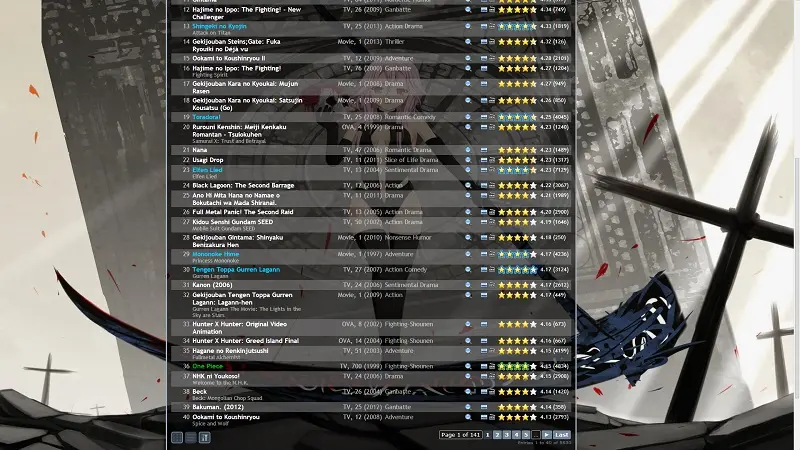 12 Hajime no Ippo: The Fighting! - New TV, 25 (2009) Ganbatte 4.34 (749)
Challenger
13 Shingeki no Kyojin TV, 25 (2013) Action Drama 4.33 (1819)
Attack on Titan
14 Gekijouban Steins;Gate: Fuka Movie, 1 (2013) Thriller 4.32 (126)
Ryouiki no Déjà vu
15 Ookami to Koushinryou II TV, 12 (2009) Adventure 4.28 (2101)
16 Hajime no Ippo: The Fighting! TV, 76 (2000) Ganbatte 4.27 (1204)
Fighting Spirit
17 Gekijouban Kara no Kyoukai: Mujun Movie, 1 (2008) Drama 4.27 (949)
Rasen
18 Gekijouban Kara no Kyoukai: Satsujin Movie, 1 (2009) Drama 4.26 (850)
Kousatsu (Go)
19 Toradora! TV, 25 (2008) Romantic Comedy 4.25 (4045)
20 Rurouni Kenshin: Meiji Kenkaku OVA, 4 (1999) Drama 4.23 (1240)
Romantan - Tsuiokuhen
Samurai X: Trust and Betrayal
21 Nana TV, 47 (2006) Romantic Drama 4.23 (1489)
22 Usagi Drop TV, 11 (2011) Slice of Life Drama 4.23 (1317)
23 Elfen Lied TV, 13 (2004) Sentimental Drama
Elfen Lied
24 Black Lagoon: The Second Barrage TV, 12 (2006) Action 4.22 (3067)
25 Ano Hi Mita Hana no Namae o TV, 11 (2011) Drama 4.21 (1989)
Bokutachi wa Mada Shiranai.
26 Full Metal Panic! The Second Raid TV, 13 (2005) Action Drama 4.20 (2900)
27 Kidou Senshi Gundam SEED TV, 50 (2002) Action Drama 4.19 (1646)
Mobile Suit Gundam SEED
28 Gekijouban Gintama: Shinyaku Movie, 1 (2010) Nonsense Humor 4.18 (350)
Benizakura Hen
29 Mononoke Hime Movie, 1 (1997) Adventure 4.17 (4236)
Princess Mononoke
30 Tengen Toppa Gurren Lagann TV, 27 (2007) Action Comedy 4.17 (3124)
Gurren Lagann
31 Kanon (2006) TV, 24 (2006) Sentimental Drama 4.17 (2612)
32 Gekijouban Tengen Toppa Gurren Movie, 1 (2009) Action 4.17 (449)
Lagann: Lagann-hen
Gurren Lagann The Movie: The Lights in the
Sky are Stars
33 Hunter X Hunter: Original Video OVA, 8 (2002) Fighting-Shounen 4.16 (673)
Animation
34 Hunter X Hunter: Greed Island Final OVA, 14 (2004) Fighting-Shounen 4.16 (667)
35 Hagane no Renkinjutsushi TV, 51 (2003) Adventure 4.15 (4199)
Fullmetal Alchemist
36 One Piece TV, 700 (1999) Fighting-Shounen 4.15 (4834)
37 NHK ni Youkoso! TV, 24 (2006) Drama 4.15 (2908)
Welcome to the N.H.K.
38 Beck TV, 26 (2004) Ganbatte 4.14 (1420)
Beck: Mongolian Chop Squad
39 Bakuman. (2012) TV, 25 (2012) Ganbatte 4.14 (358)
40 Ookami to Koushinryou TV, 12 (2008) Adventure 4.13 (2793)
Spice and Wolf
Page 1 of 141 1 2 3 4 5 ... Last